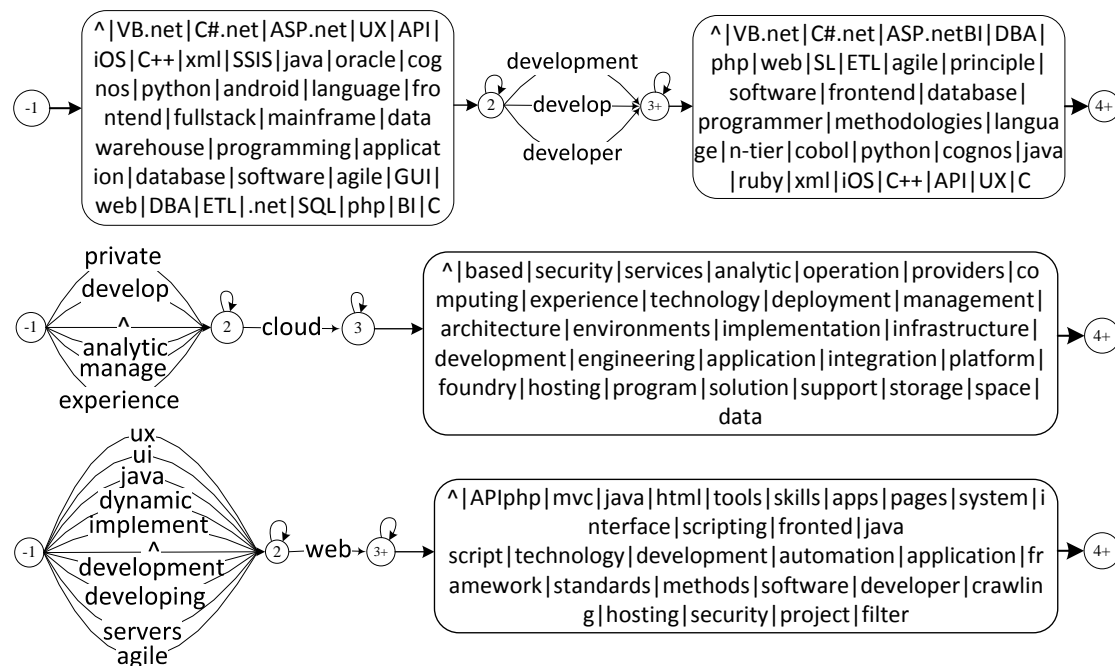 ^|VB.net|C#.net|ASP.net|UX|API|
iOS|C++|xml|SSIS|java|oracle|cog
nos|python|android|language|fro
ntend|fullstack|mainframe|data
warehouse|programming|applicat
ion|database|software|agile|GUI|
web|DBA|ETL|.net|SQL|php|BI|C
-1
2
development
develop
developer
3+
^|VB.net|C#.net|ASP.netBI|DBA|
php|web|SL|ETL|agile|principle|
software|frontend|database|
programmer|methodologies|langua
ge|n-tier|cobol|python|cognos|java
|ruby|xml|iOS|C++|API|UX|C
4+
private
develop
^
analytic
manage
experience
-1
2
cloud
3
^|based|security|services|analytic|operation|providers|co
mputing|experience|technology|deployment|management|
architecture|environments|implementation|infrastructure|
development|engineering|application|integration|platform|
foundry|hosting|program|solution|support|storage|space|
data
4+
ux
ui
java
dynamic
implement
^
development
developing
servers
agile
-1
2
web
3+
^|APIphp|mvc|java|html|tools|skills|apps|pages|system|i
nterface|scripting|fronted|java
script|technology|development|automation|application|fr
amework|standards|methods|software|developer|crawlin
g|hosting|security|project|filter
4+